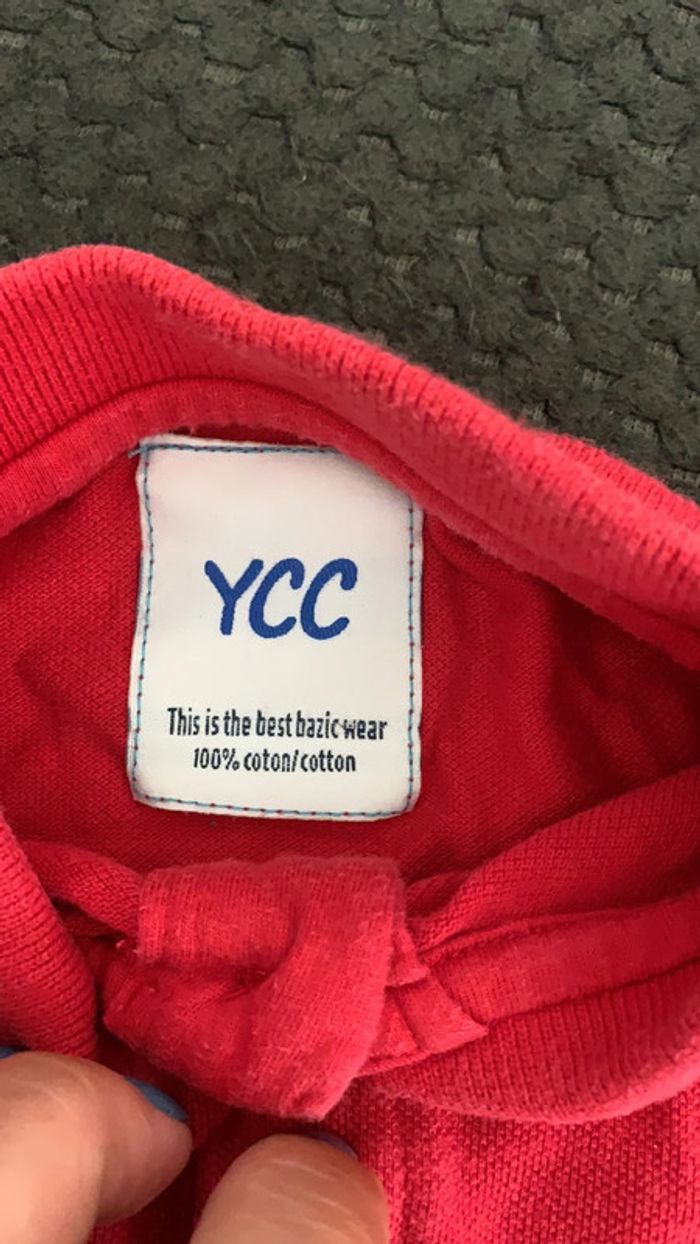 YCC
This is the best bazic wear
100% coton/cotton